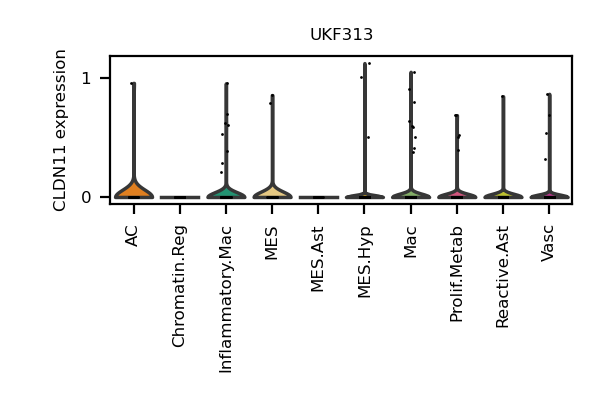 UKF313
CLDN11 expression
1
0
AC
Chromatin.Reg
Inflammatory.Mac
MES
MES.Ast
MES.Hyp
Mac
Prolif.Metab
Reactive.Ast
Vasc